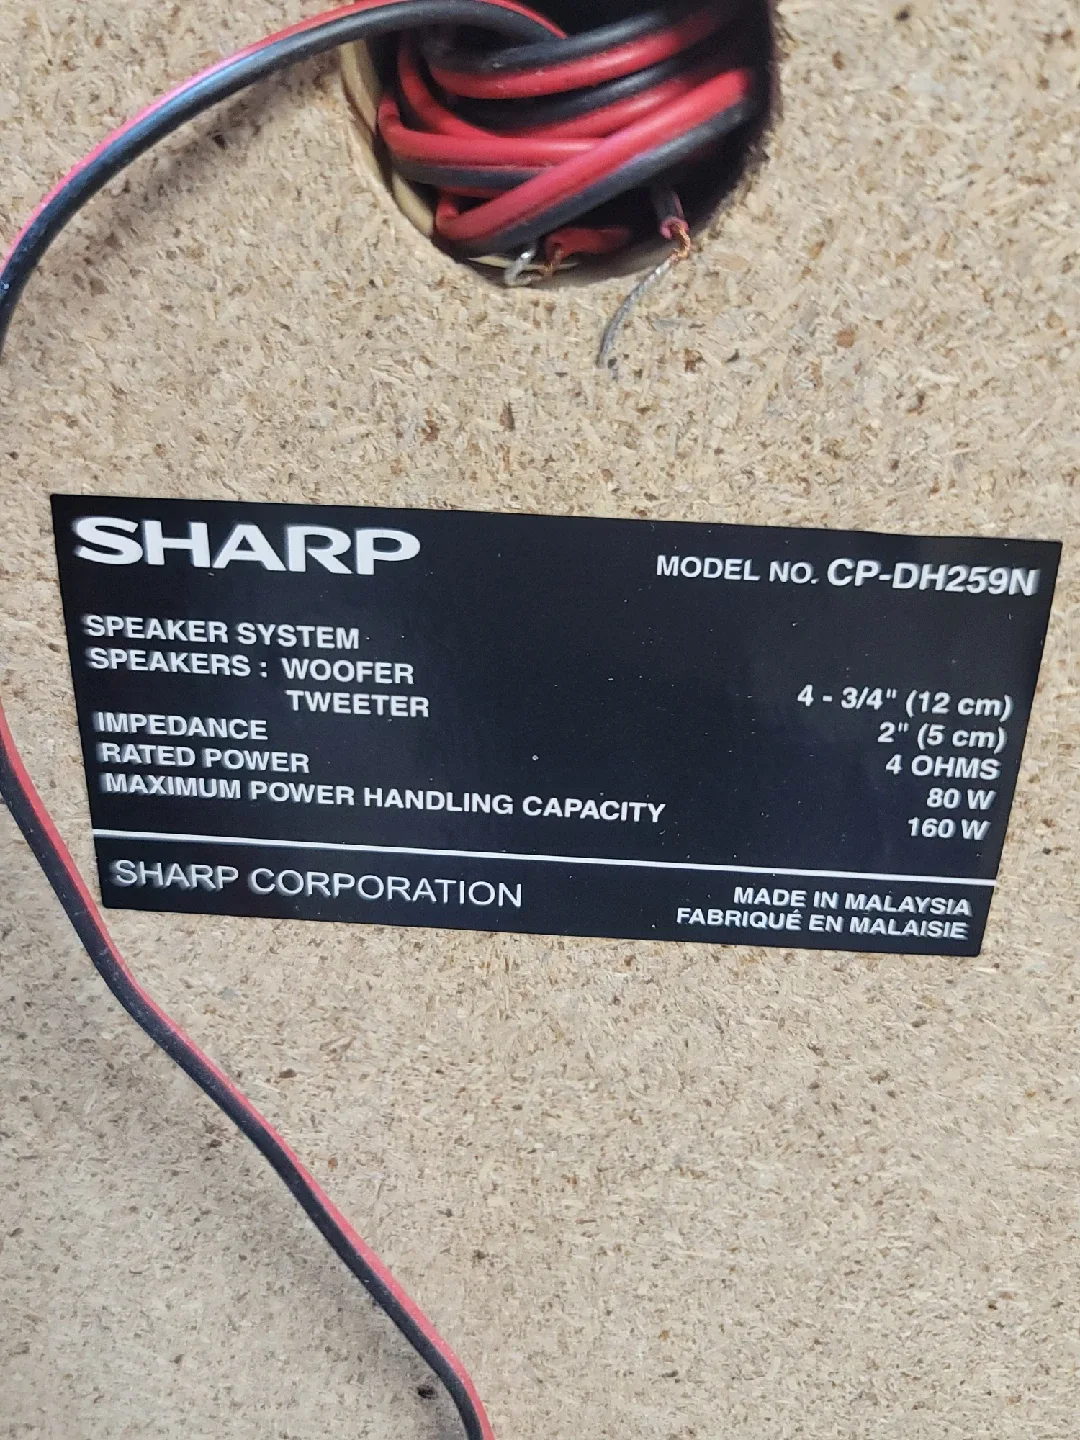 SHARP
MODEL NO. CP-DH259N
SPEAKER SYSTEM
SPEAKERS : WOOFER 4 - 3/4" (12 cm)
TWEETER 2" (5 cm)
IMPEDANCE 4 OHMS
RATED POWER 80 W
MAXIMUM POWER HANDLING CAPACITY 160 W
SHARP CORPORATION
MADE IN MALAYSIA
FABRIQUÉ EN MALAISIE